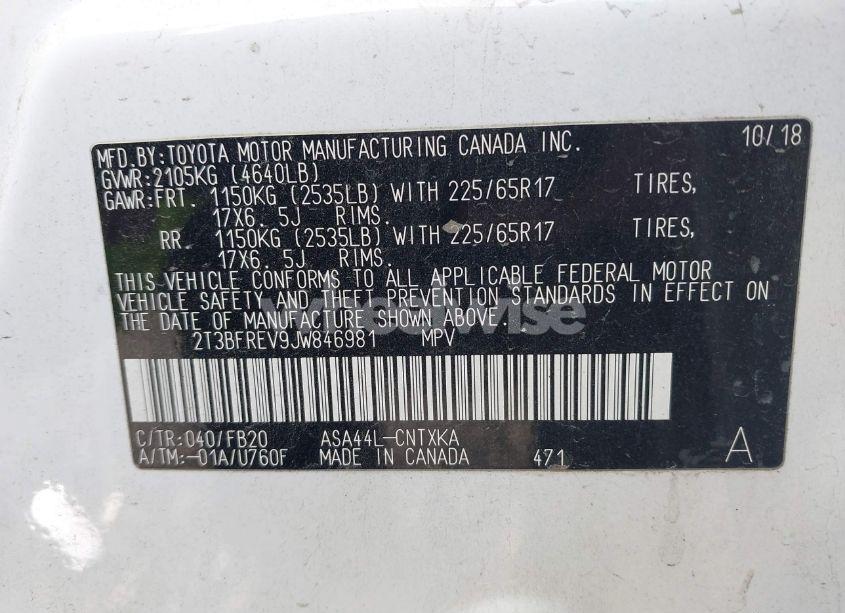 MFD.BY:TOYOTA MOTOR MANUFACTURING CANADA INC. 10/18
GVWR:2105KG (4640LB)
GAWR:FRT. 1150KG (2535LB) WITH 225/65R17 TIRES,
17X6. 5J RIMS.
RR. 1150KG (2535LB) WITH 225/65R17 TIRES,
17X6. 5J RIMS.
THIS VEHICLE CONFORMS TO ALL APPLICABLE FEDERAL MOTOR
VEHICLE SAFETY AND THEFT PREVENTION STANDARDS IN EFFECT ON
THE DATE OF MANUFACTURE SHOWN ABOVE.
2T3BFREV9JW846981 MPV
C/TR:040/FB20 ASA44L-CNTXKA
A/TM:-01A/U760F MADE IN CANADA 471 A